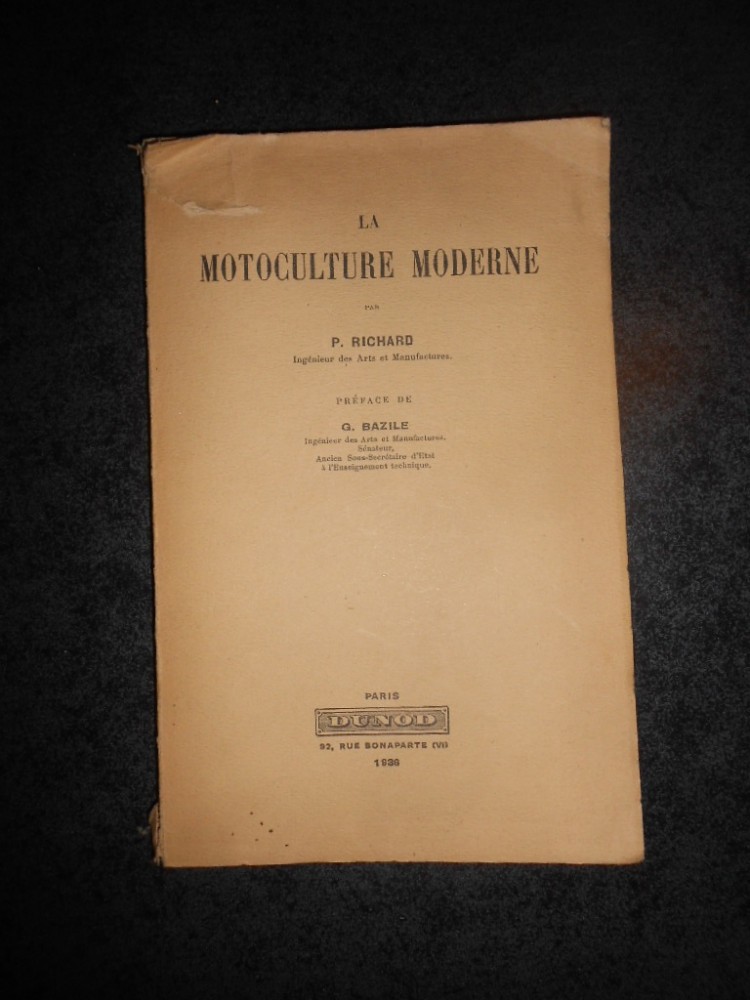 LA
MOTOCULTURE MODERNE
PAR
P. RICHARD
Ingénieur des Arts et Manufactures.
PRÉFACE DE
G. BAZILE
Ingénieur des Arts et Manufactures.
Sénateur,
Ancien Sous-Secrétaire d'Etat
à l'Enseignement technique.
PARIS
DUNOD
92, RUE BONAPARTE (VI)
1936